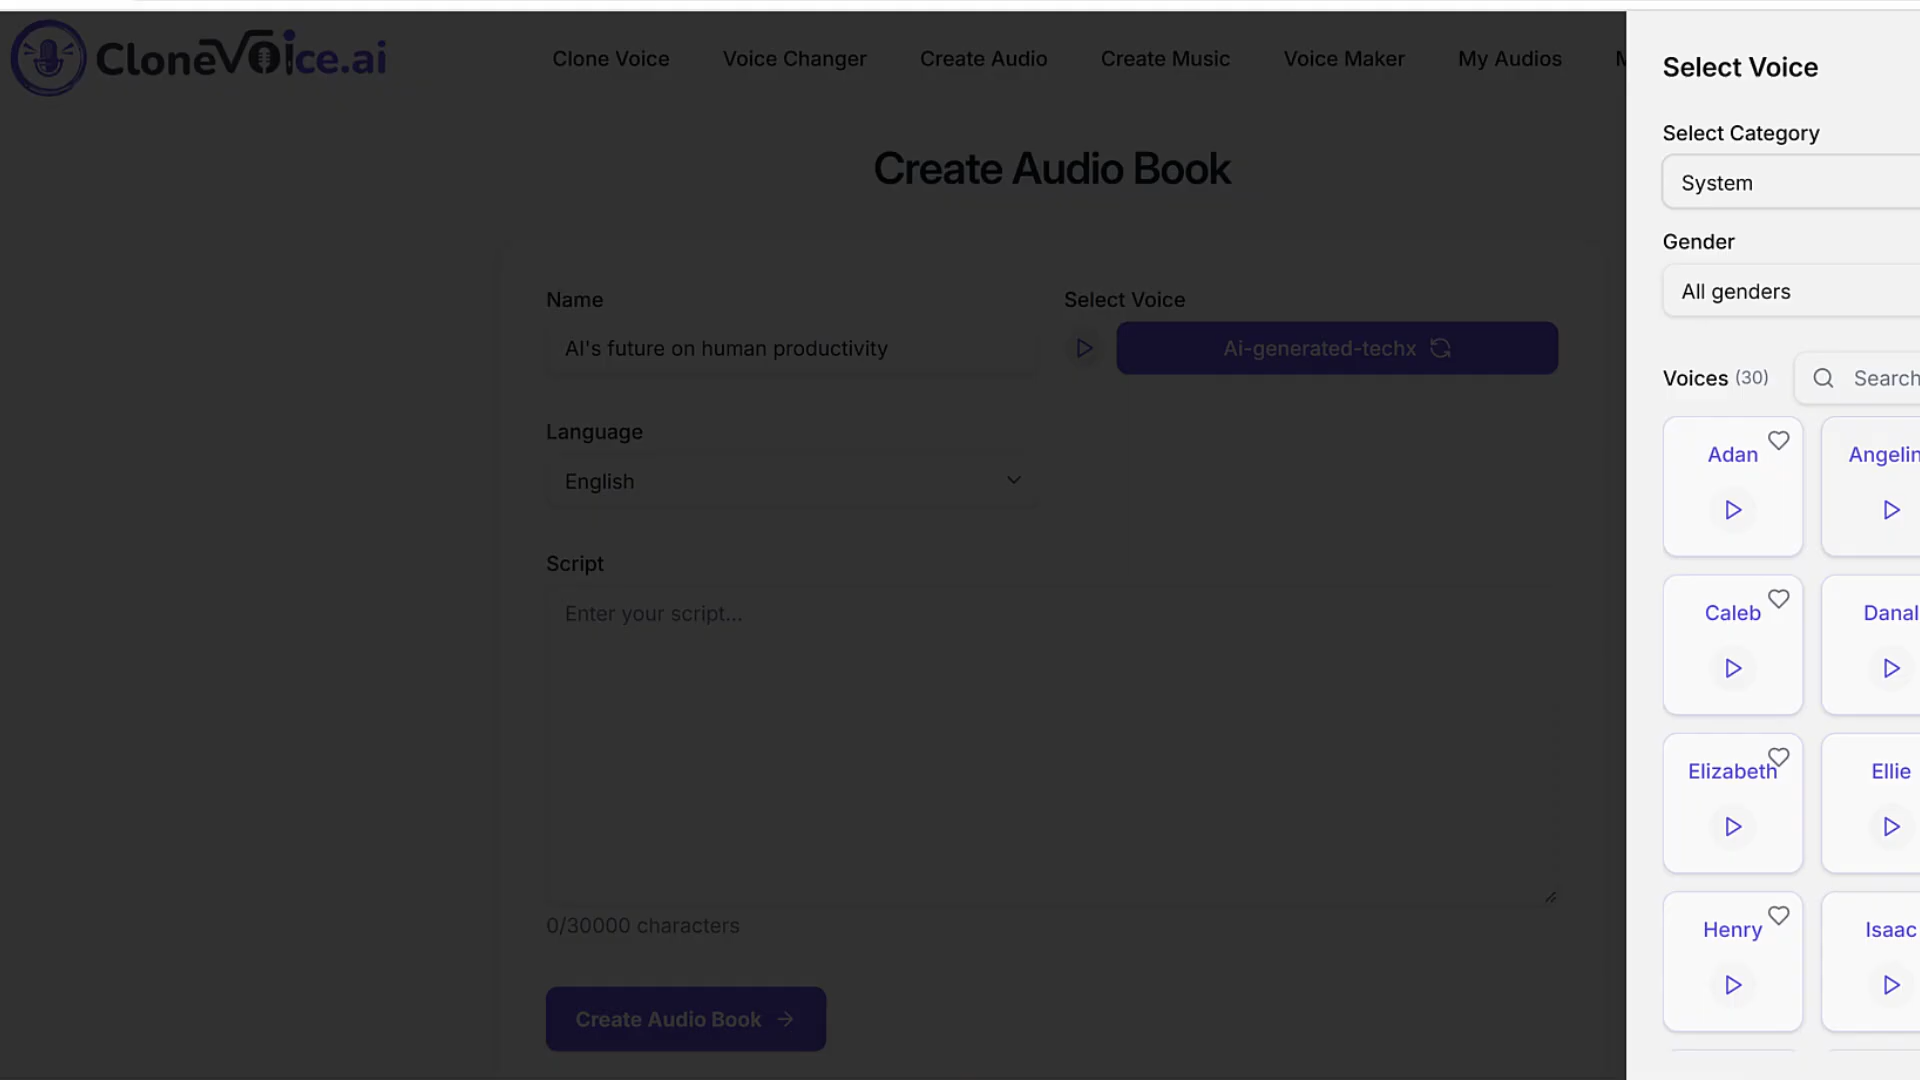 CloneVoice.ai
Clone Voice
Voice Changer
Create Audio
Create Music
Voice Maker
My Audios
Create Audio Book
Name
AI's future on human productivity
Select Voice
Ai-generated-techx
Language
English
Script
Enter your script...
0/30000 characters
Create Audio Book
Select Voice
Select Category
System
Gender
All genders
Voices (30)
Search
Adan
Angelin
Caleb
Danal
Elizabeth
Ellie
Henry
Isaac